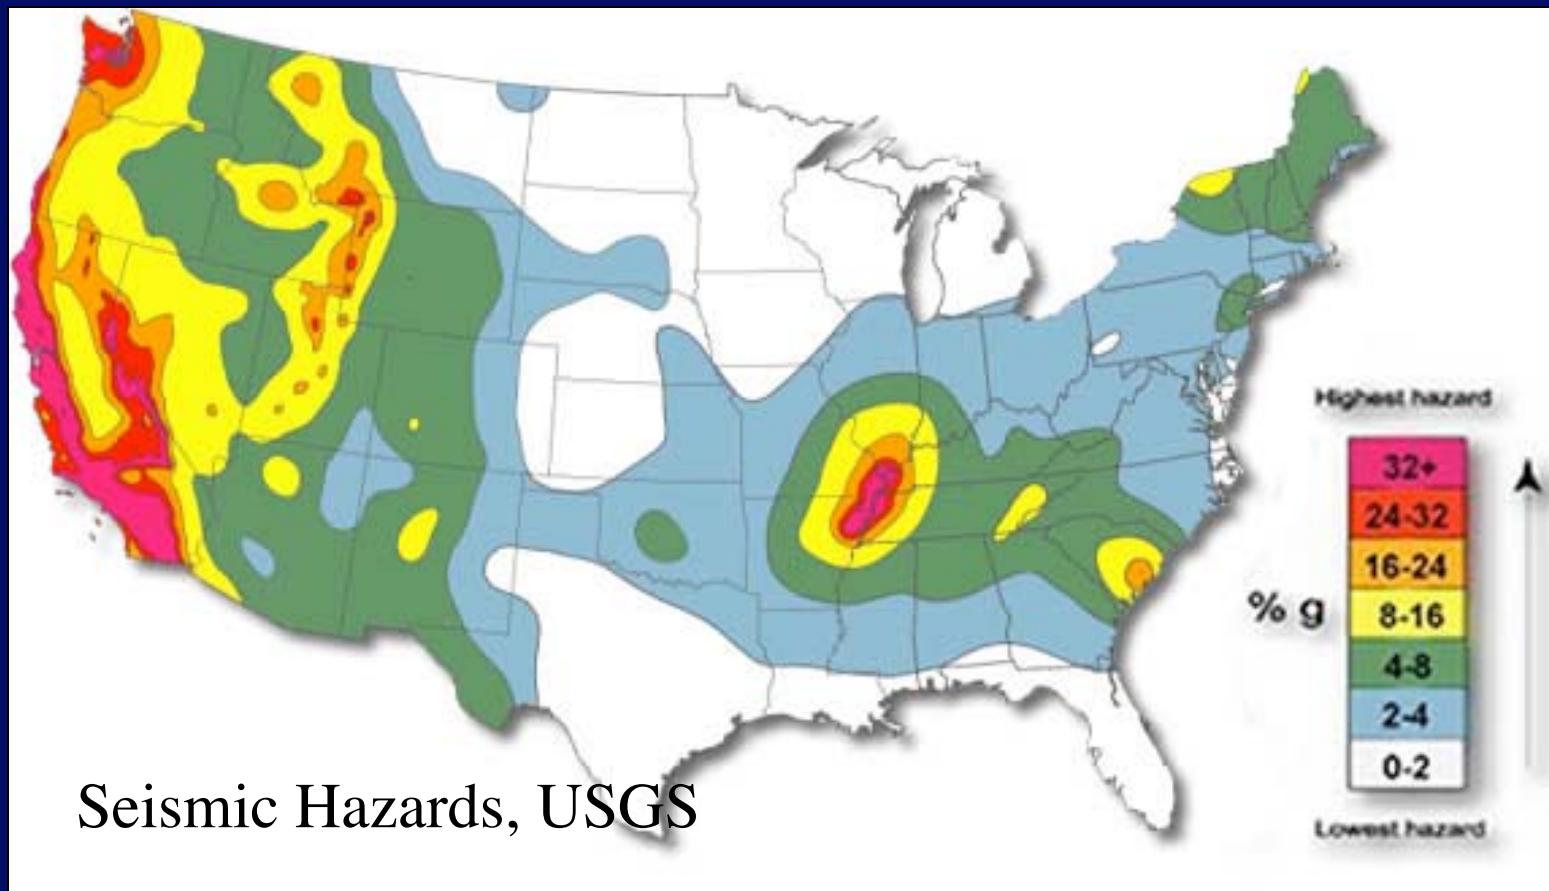 Highest hazard
32+
24-32
16-24
% g
8-16
4-8
2-4
0-2
Lowest hazard
Seismic Hazards, USGS